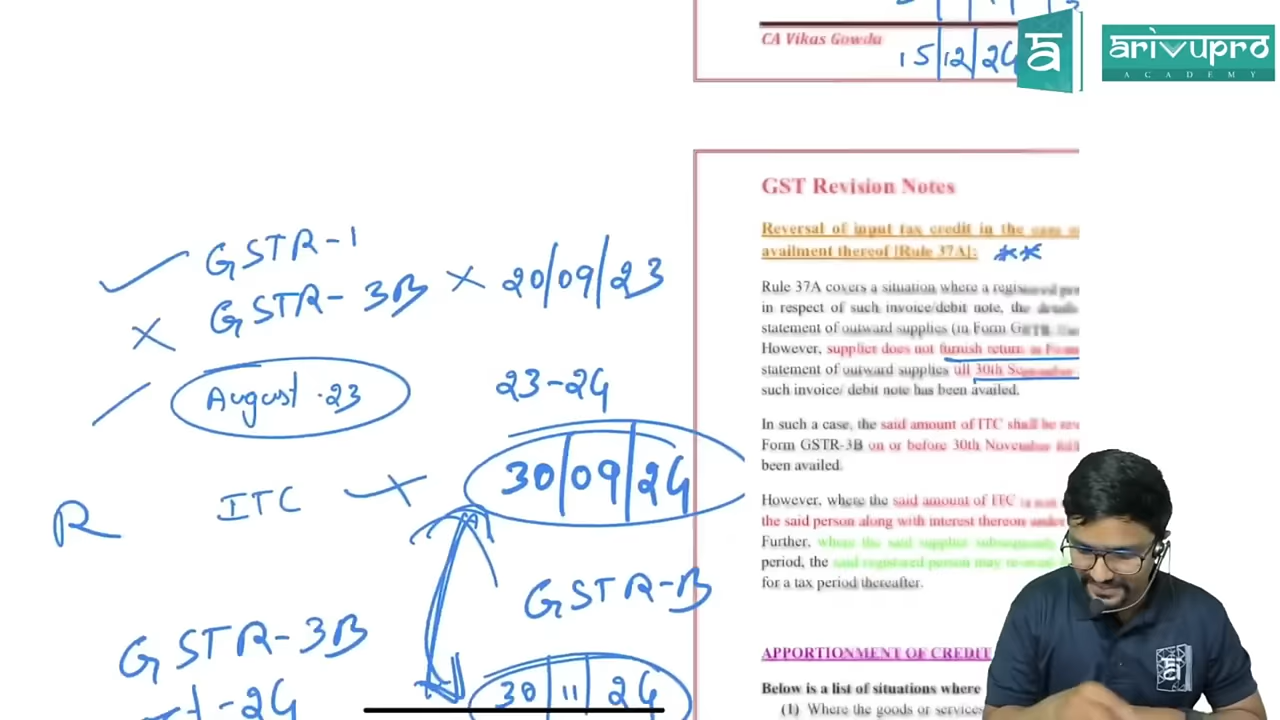 CA Vikas Gowda
15|12|24
arivupro
ACADEMY
GST Revision Notes
Reversal of input tax credit in the case
availment thereof [Rule 37A]: **
Rule 37A covers a situation where a registered
in respect of such invoice/debit note, the details
statement of outward supplies (in Form
However, supplier does not furnish return in Form
statement of outward supplies till 30th September
such invoice/ debit note has been availed.
In such a case, the said amount of ITC shall be
Form GSTR-3B on or before 30th November
been availed.
However, where the said amount of ITC is
the said person along with interest thereon under
Further, where the said supplier subsequently
period, the said registered person may
for a tax period thereafter.
APPORTIONMENT OF CREDIT
Below is a list of situations where
(1) Where the goods or services
GSTR-1
GSTR-3B × 20/09/23
August-23
23-24
30|09|24
R ITC
GSTR-B
GSTR-3B
30|11|24
-24